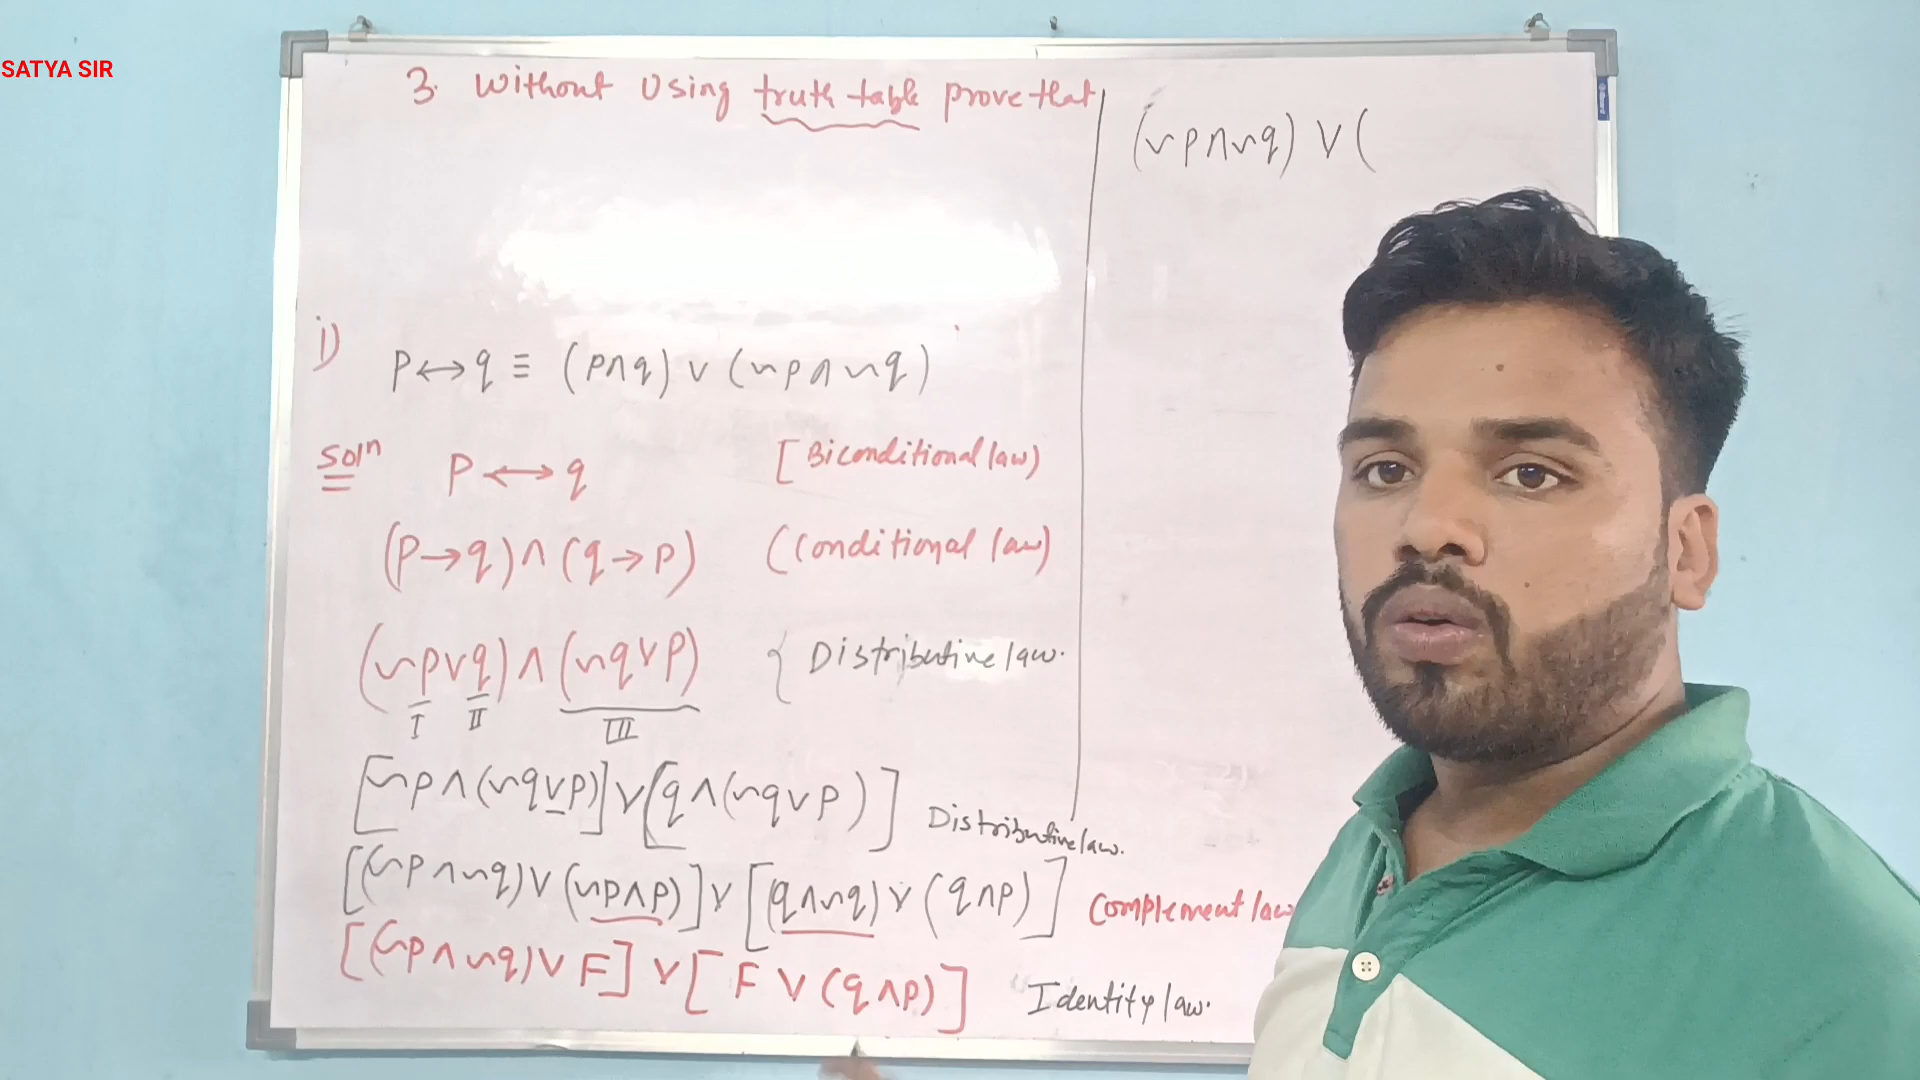 SATYA SIR
3. Without Using truth table prove that
i) p↔q ≡ (p∧q) ∨ (~p∧~q)
Soln p↔q [Biconditional law)
(p→q)∧(q→p) (Conditional law)
(~p∨q)∧(~q∨p) { Distributive law.
I II III
[~p∧(~q∨p)]∨[q∧(~q∨p)] Distributive law.
[(~p∧~q)∨(~p∧p)]∨[(q∧~q)∨(q∧p)] Complement law
[(~p∧~q)∨F]∨[F∨(q∧p)] Identity law.
(~p∧~q) ∨ (